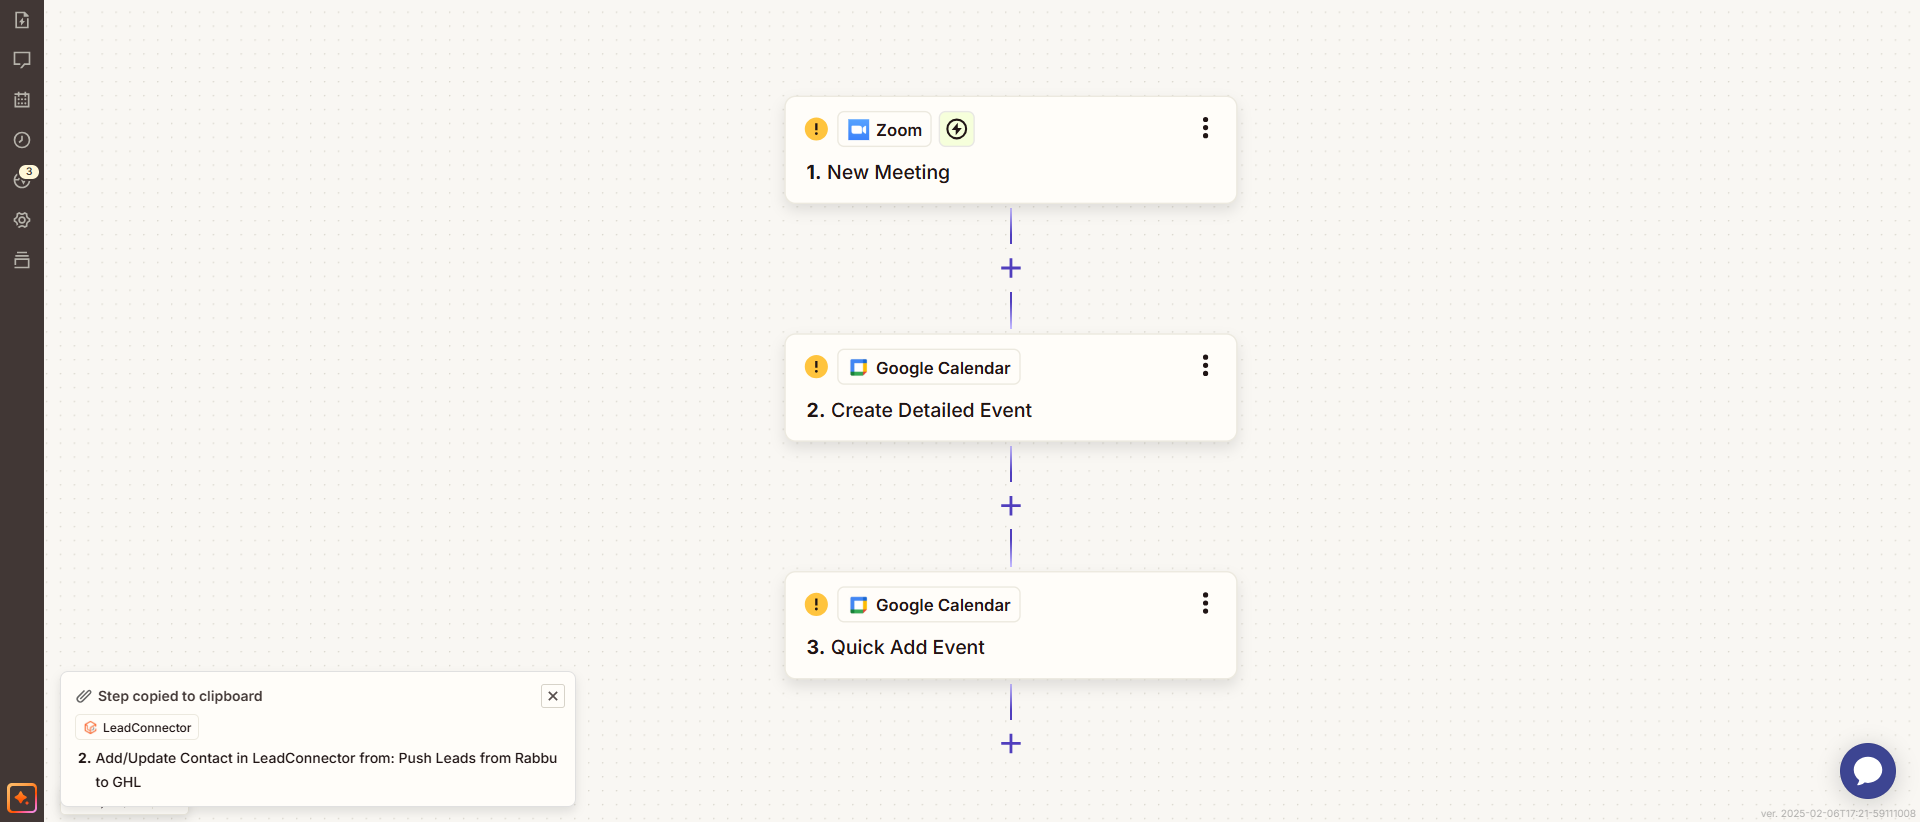 3
Zoom
1. New Meeting
Google Calendar
2. Create Detailed Event
Google Calendar
3. Quick Add Event
Step copied to clipboard
LeadConnector
2. Add/Update Contact in LeadConnector from: Push Leads from Rabbu
to GHL
ver. 2025-02-06T17:21-59111008